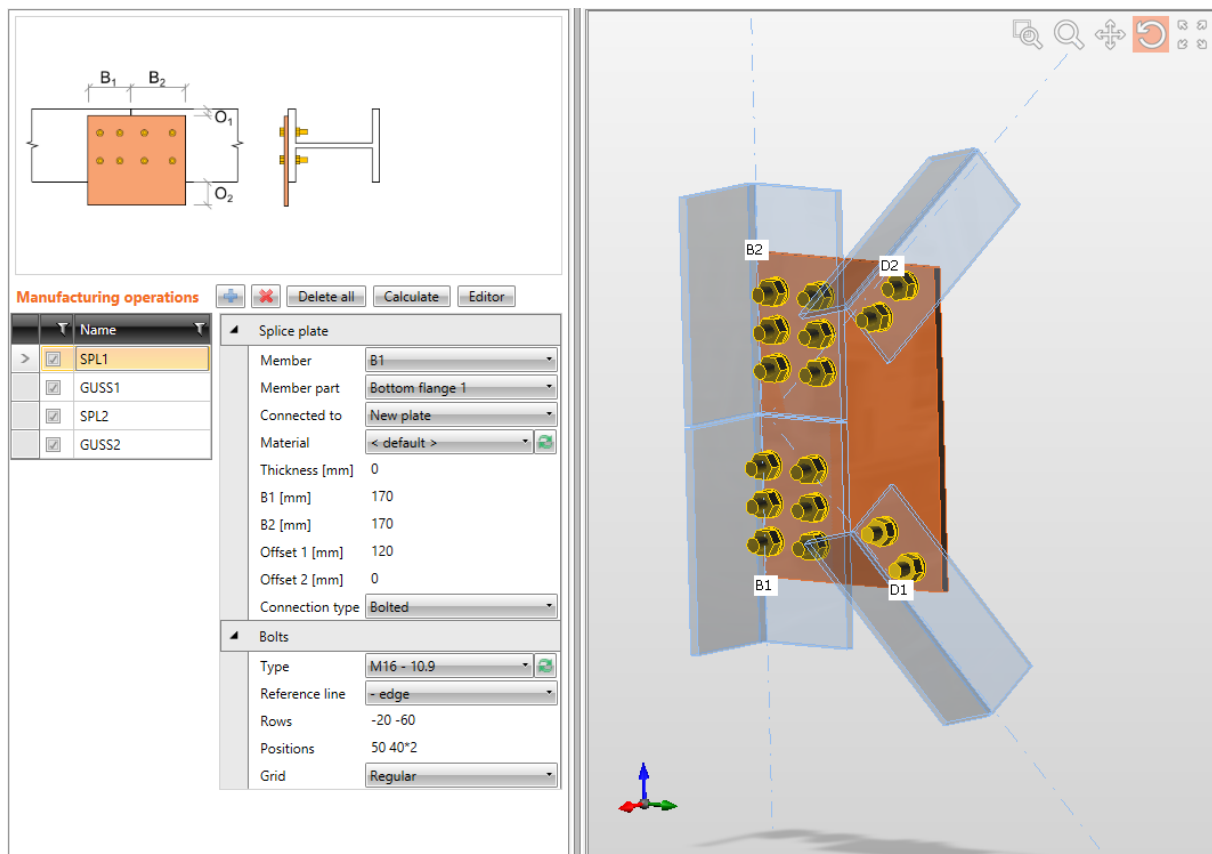 B1 B2
O1
O2
Manufacturing operations Delete all Calculate Editor
Name
SPL1
GUSS1
SPL2
GUSS2
Splice plate
Member B1
Member part Bottom flange 1
Connected to New plate
Material < default >
Thickness [mm] 0
B1 [mm] 170
B2 [mm] 170
Offset 1 [mm] 120
Offset 2 [mm] 0
Connection type Bolted
Bolts
Type M16 - 10.9
Reference line - edge
Rows -20 -60
Positions 50 40*2
Grid Regular
B2
D2
B1
D1